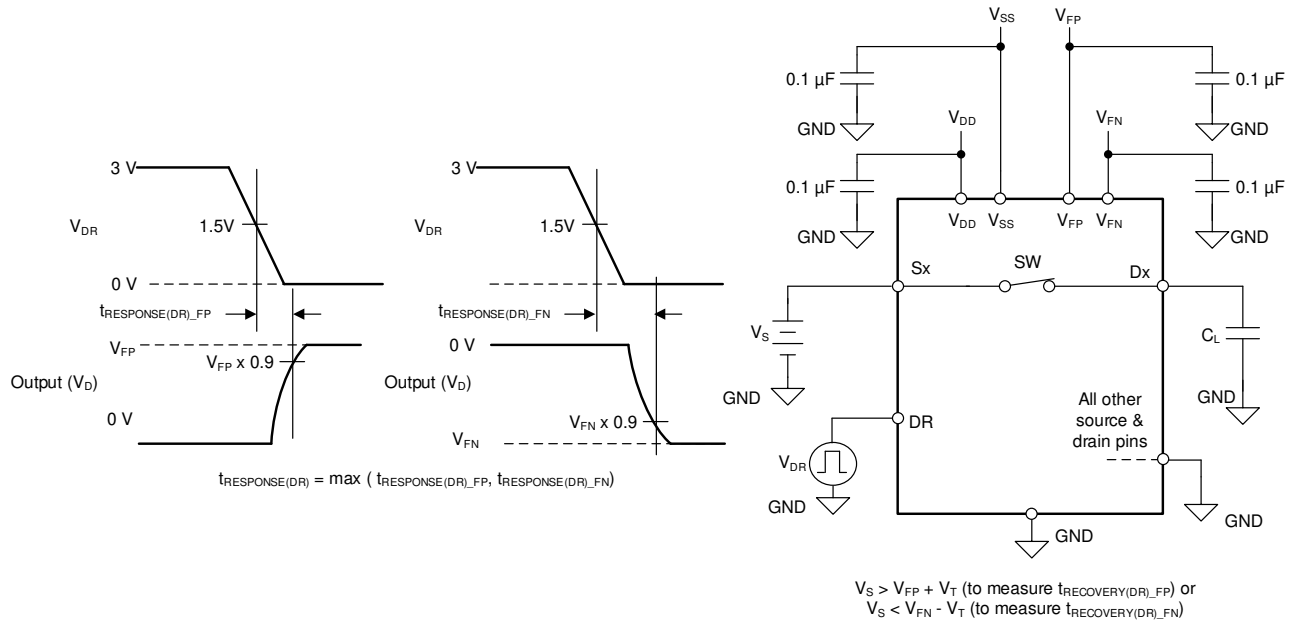 3 V
V_DR
1.5V
0 V
t_RESPONSE(DR)_FP
V_FP
V_FP x 0.9
Output (V_D)
0 V
3 V
V_DR
1.5V
0 V
t_RESPONSE(DR)_FN
0 V
Output (V_D)
V_FN x 0.9
V_FN
t_RESPONSE(DR) = max ( t_RESPONSE(DR)_FP, t_RESPONSE(DR)_FN)
V_SS
V_FP
0.1 µF
0.1 µF
GND
V_DD
V_FN
GND
0.1 µF
0.1 µF
GND
V_DD
V_SS
V_FP
V_FN
GND
Sx
SW
Dx
V_S
C_L
GND
GND
All other
source &
drain pins
DR
V_DR
GND
GND
GND
V_S > V_FP + V_T (to measure t_RECOVERY(DR)_FP) or
V_S < V_FN - V_T (to measure t_RECOVERY(DR)_FN)